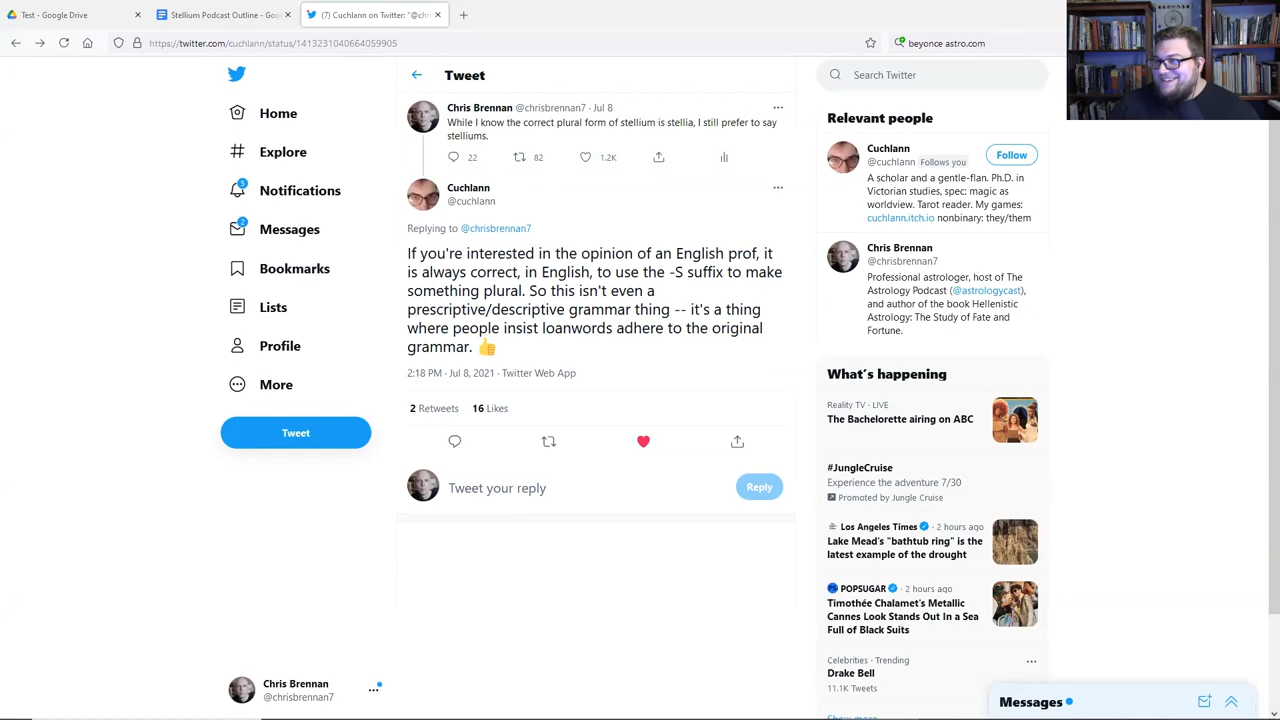 Test - Google Drive
Stellium Podcast Outline - Goo
(7) Cuchlann on Twitter: "@chr
https://twitter.com/cuchlann/status/1413231040664059905
beyonce astro.com
Home
Explore
5
Notifications
2
Messages
Bookmarks
Lists
Profile
More
Tweet
Chris Brennan
@chrisbrennan7
Tweet
Chris Brennan @chrisbrennan7 · Jul 8
While I know the correct plural form of stellium is stellia, I still prefer to say
stelliums.
22
82
1.2K
Cuchlann
@cuchlann
Replying to @chrisbrennan7
If you're interested in the opinion of an English prof, it
is always correct, in English, to use the -S suffix to make
something plural. So this isn't even a
prescriptive/descriptive grammar thing -- it's a thing
where people insist loanwords adhere to the original
grammar. 👍
2:18 PM · Jul 8, 2021 · Twitter Web App
2 Retweets 16 Likes
Tweet your reply
Reply
Search Twitter
Relevant people
Cuchlann
@cuchlann Follows you
Follow
A scholar and a gentle-flan. Ph.D. in
Victorian studies, spec: magic as
worldview. Tarot reader. My games:
cuchlann.itch.io nonbinary: they/them
Chris Brennan
@chrisbrennan7
Professional astrologer, host of The
Astrology Podcast (@astrologycast),
and author of the book Hellenistic
Astrology: The Study of Fate and
Fortune.
What's happening
Reality TV · LIVE
The Bachelorette airing on ABC
#JungleCruise
Experience the adventure 7/30
Promoted by Jungle Cruise
Los Angeles Times · 2 hours ago
Lake Mead's "bathtub ring" is the
latest example of the drought
POPSUGAR · 2 hours ago
Timothée Chalamet's Metallic
Cannes Look Stands Out In a Sea
Full of Black Suits
Celebrities · Trending
Drake Bell
11.1K Tweets
Show more
Messages